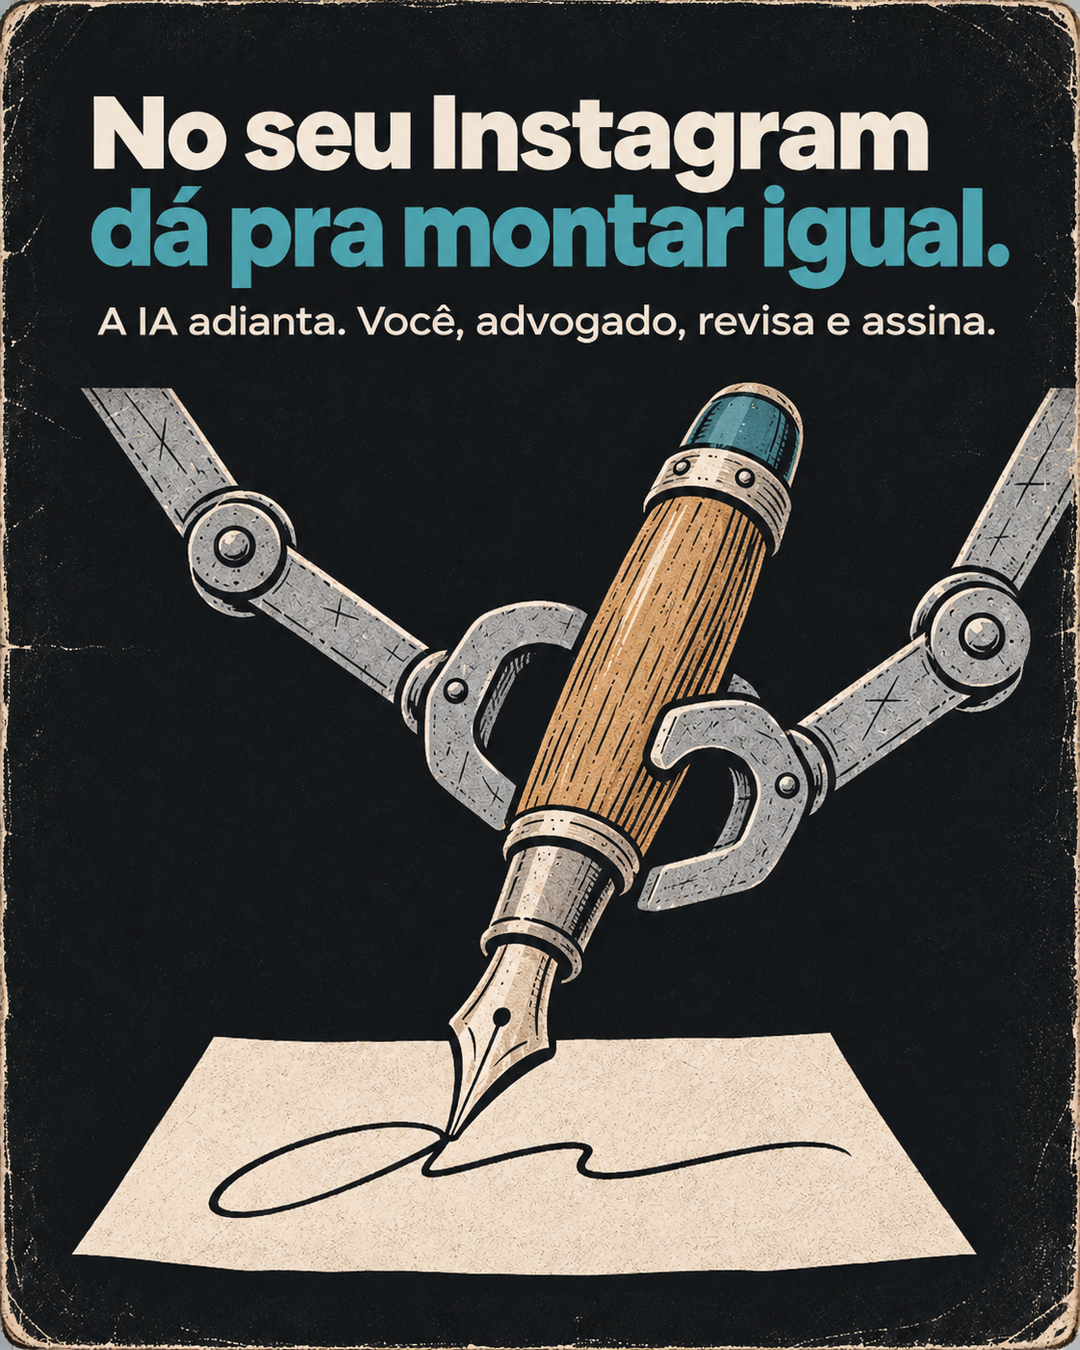 No seu Instagram
dá pra montar igual.
A IA adianta. Você, advogado, revisa e assina.